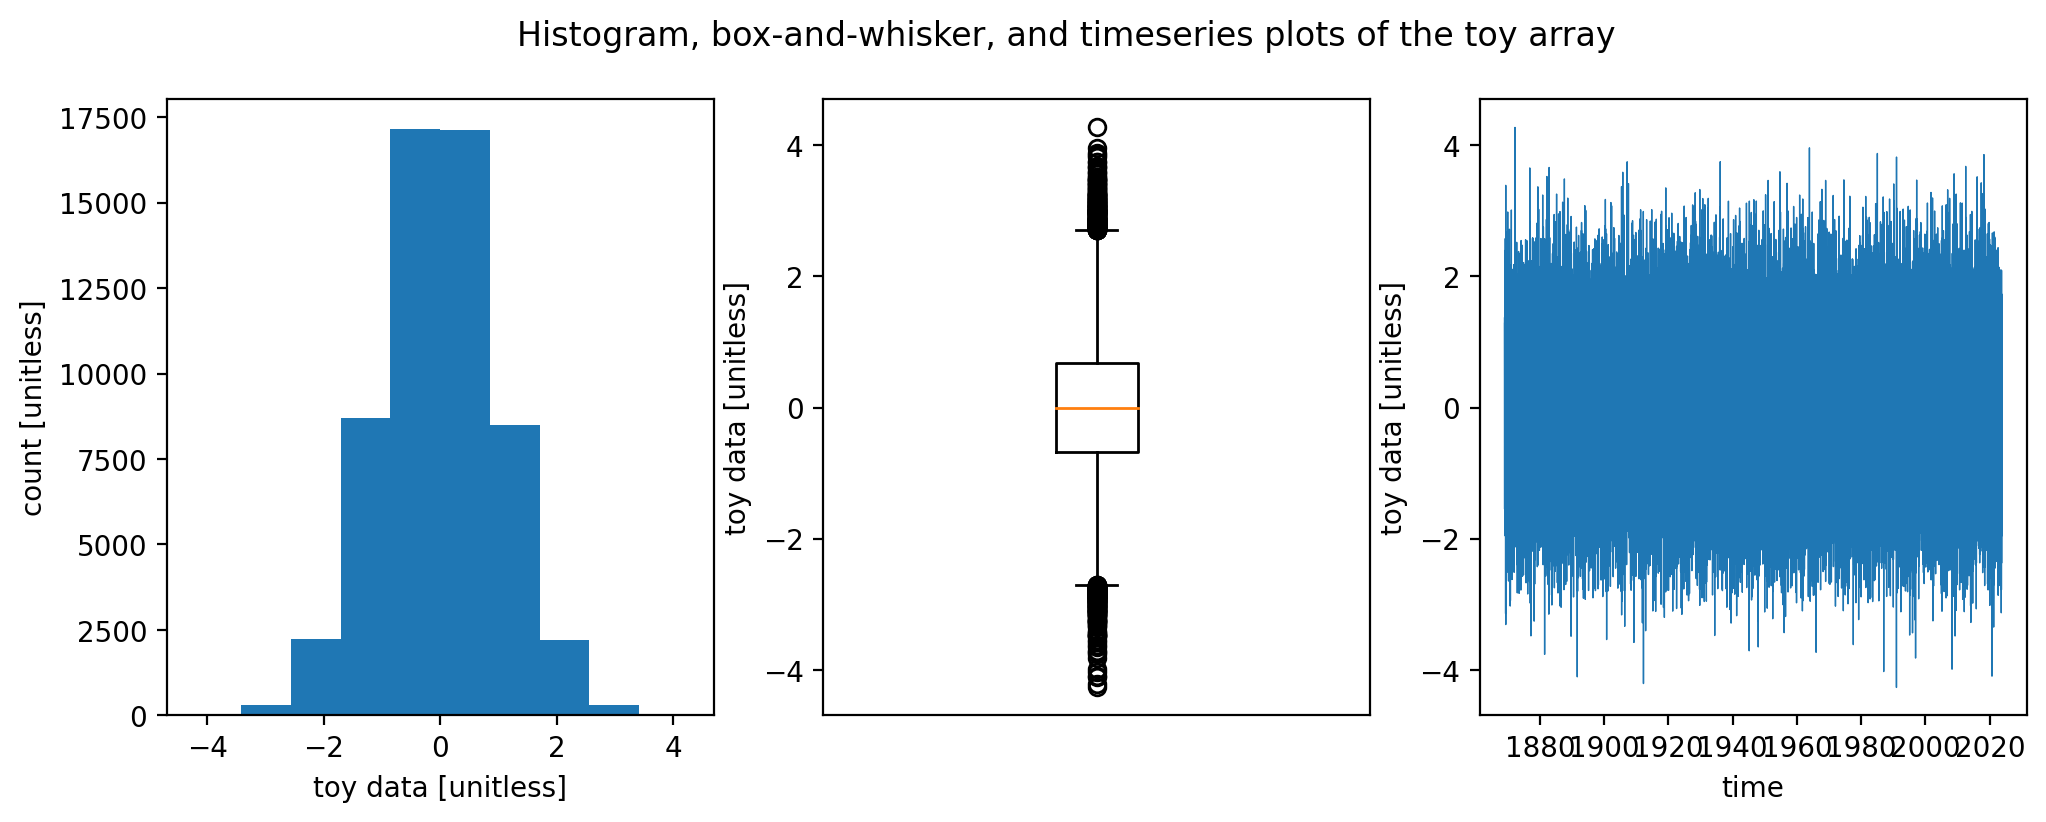 Histogram, box-and-whisker, and timeseries plots of the toy array
17500
15000
12500
10000
7500
5000
2500
0
count [unitless]
−4 −2 0 2 4
toy data [unitless]
4
2
0
−2
−4
toy data [unitless]
4
2
0
−2
−4
toy data [unitless]
1880 1900 1920 1940 1960 1980 2000 2020
time